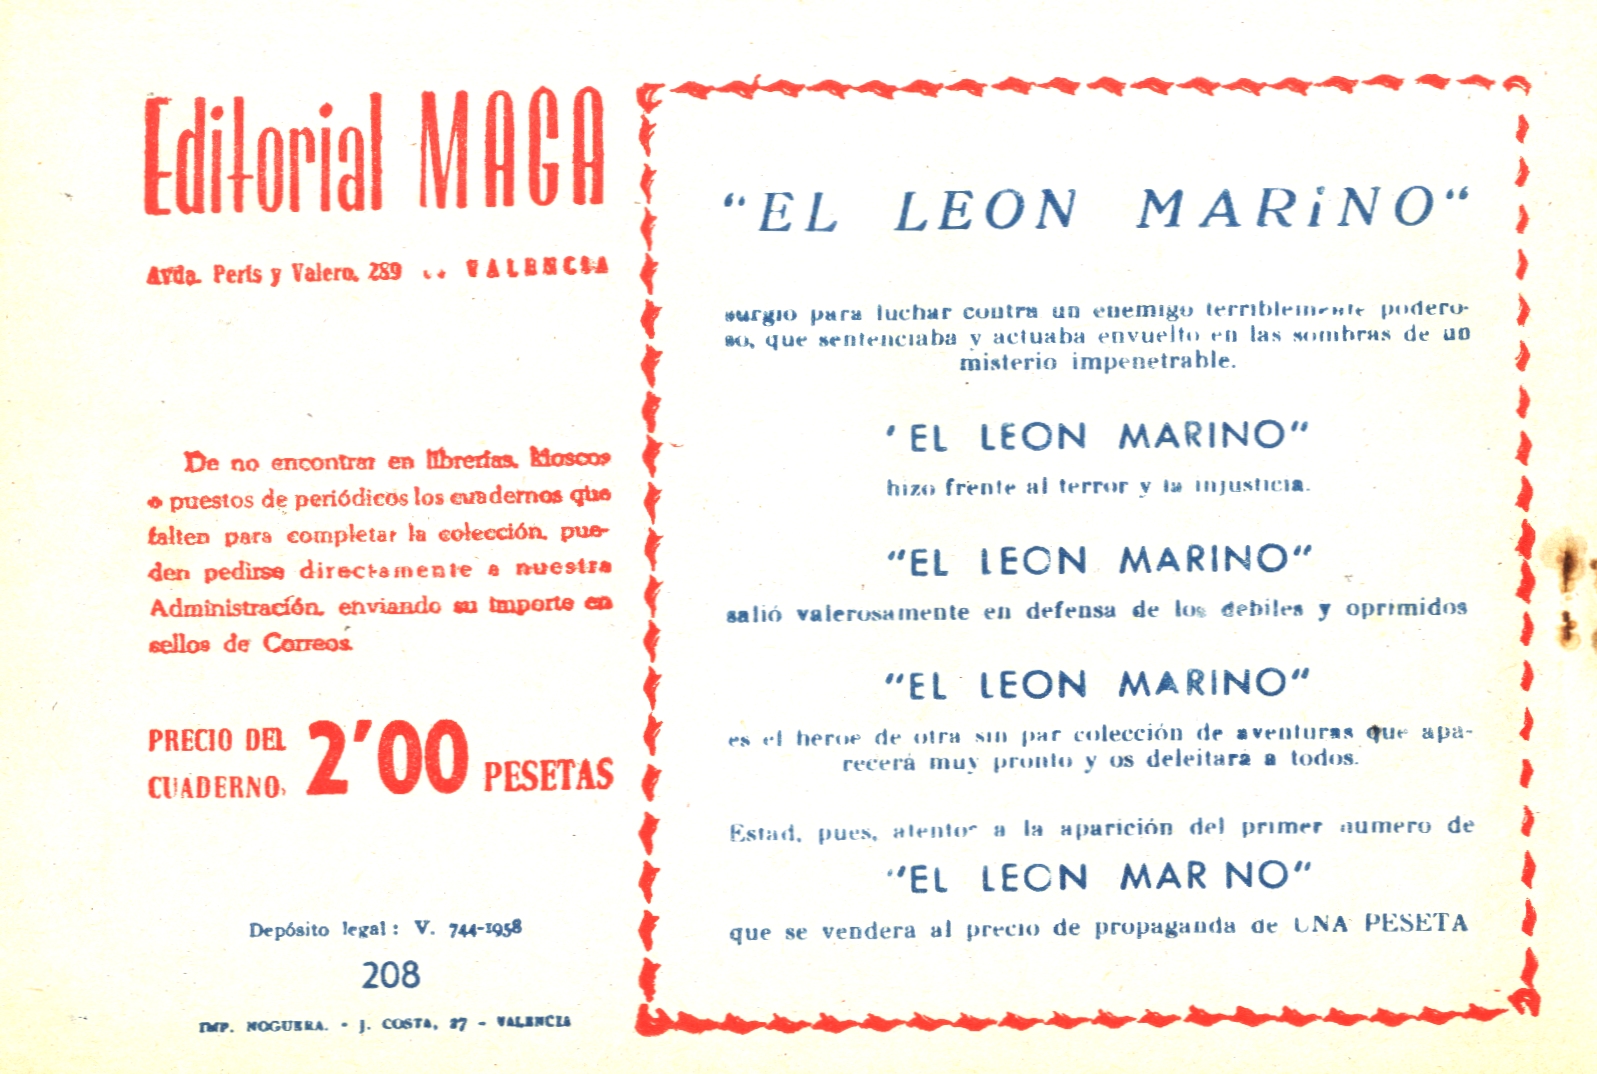 Editorial MAGA
Avda. Peris y Valero, 289 .. VALENCIA
De no encontrar en librerías, kioscos
o puestos de periódicos los cuadernos que
falten para completar la colección, pue-
den pedirse directamente a nuestra
Administración, enviando su importe en
sellos de Correos
PRECIO DEL
CUADERNO, 2'00 PESETAS
Depósito legal: V. 744-1958
208
IMP. NOGUERA. - J. COSTA, 27 - VALENCIA
"EL LEON MARiNO"
surgio para luchar contra un enemigo terriblemente podero-
so, que sentenciaba y actuaba envuelto en las sombras de un
misterio impenetrable.
'EL LEON MARINO"
hizo frente al terror y la injusticia.
"EL LEON MARINO"
salió valerosamente en defensa de los debiles y oprimidos
"EL LEON MARINO"
es el heroe de otra sin par colección de aventuras que apa-
recerá muy pronto y os deleitará a todos.
Estad, pues, atentos a la aparición del primer numero de
"EL LEON MAR NO"
que se vendera al precio de propaganda de UNA PESETA